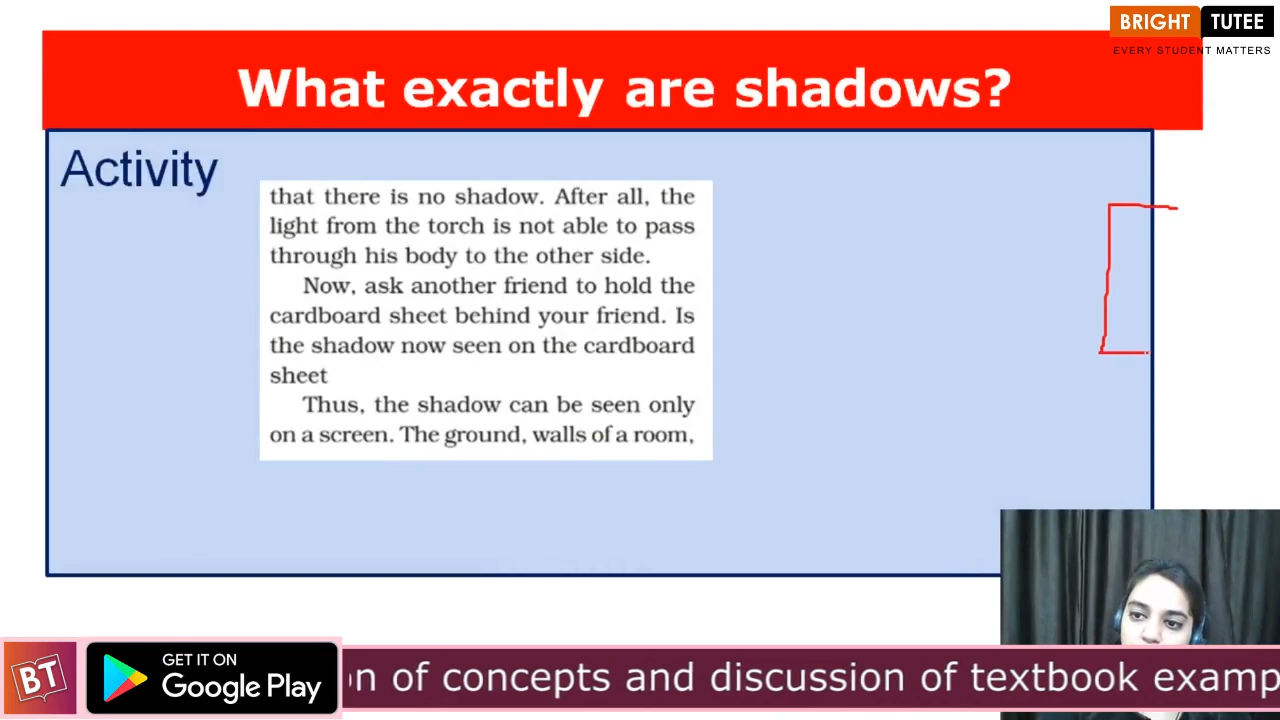 BRIGHT TUTEE
EVERY STUDENT MATTERS
What exactly are shadows?
Activity
that there is no shadow. After all, the
light from the torch is not able to pass
through his body to the other side.
Now, ask another friend to hold the
cardboard sheet behind your friend. Is
the shadow now seen on the cardboard
sheet
Thus, the shadow can be seen only
on a screen. The ground, walls of a room,
BT
GET IT ON
Google Play
on of concepts and discussion of textbook examp